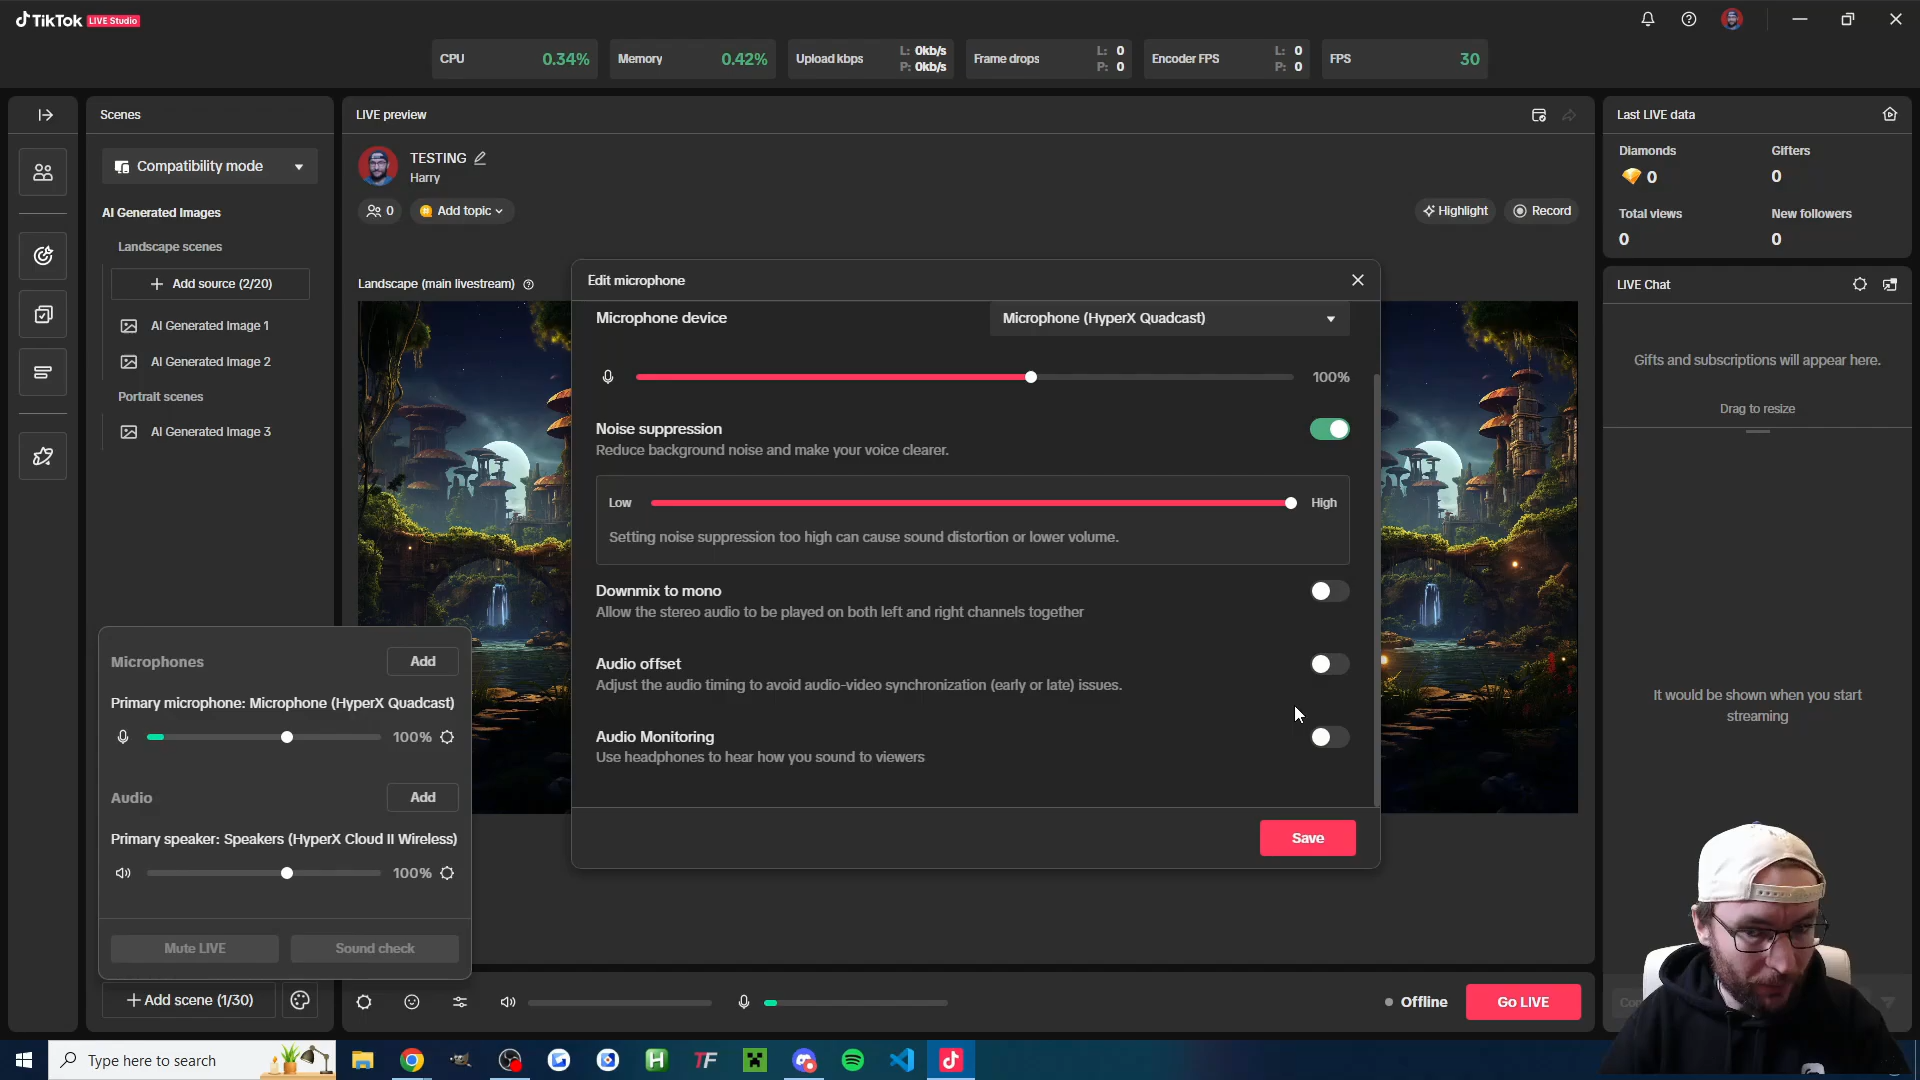 TikTok LIVE Studio
CPU 0.34%
Memory 0.42%
Upload kbps L: 0kb/s P: 0kb/s
Frame drops L: 0 P: 0
Encoder FPS L: 0 P: 0
FPS 30
Scenes
Compatibility mode
AI Generated Images
Landscape scenes
Add source (2/20)
AI Generated Image 1
AI Generated Image 2
Portrait scenes
AI Generated Image 3
LIVE preview
TESTING
Harry
0
Add topic
Highlight
Record
Landscape (main livestream)
Edit microphone
Microphone device
Microphone (HyperX Quadcast)
100%
Noise suppression
Reduce background noise and make your voice clearer.
Low
High
Setting noise suppression too high can cause sound distortion or lower volume.
Downmix to mono
Allow the stereo audio to be played on both left and right channels together
Audio offset
Adjust the audio timing to avoid audio-video synchronization (early or late) issues.
Audio Monitoring
Use headphones to hear how you sound to viewers
Save
Microphones
Add
Primary microphone: Microphone (HyperX Quadcast)
100%
Audio
Add
Primary speaker: Speakers (HyperX Cloud II Wireless)
100%
Mute LIVE
Sound check
Add scene (1/30)
Offline
Go LIVE
Last LIVE data
Diamonds
0
Gifters
0
Total views
0
New followers
0
LIVE Chat
Gifts and subscriptions will appear here.
Drag to resize
It would be shown when you start
streaming
Type here to search